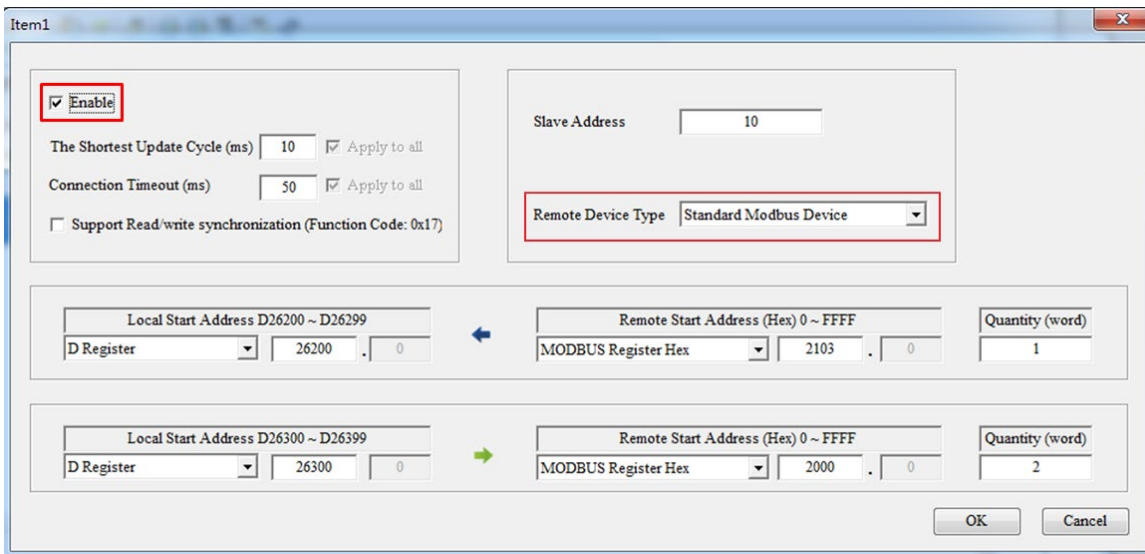 Item1
Enable
The Shortest Update Cycle (ms) 10 Apply to all
Connection Timeout (ms) 50 Apply to all
Support Read/write synchronization (Function Code: 0x17)
Slave Address 10
Remote Device Type Standard Modbus Device
Local Start Address D26200 ~ D26299
D Register 26200 . 0
Remote Start Address (Hex) 0 ~ FFFF
MODBUS Register Hex 2103 . 0
Quantity (word)
1
Local Start Address D26300 ~ D26399
D Register 26300 0
Remote Start Address (Hex) 0 ~ FFFF
MODBUS Register Hex 2000 . 0
Quantity (word)
2
OK Cancel